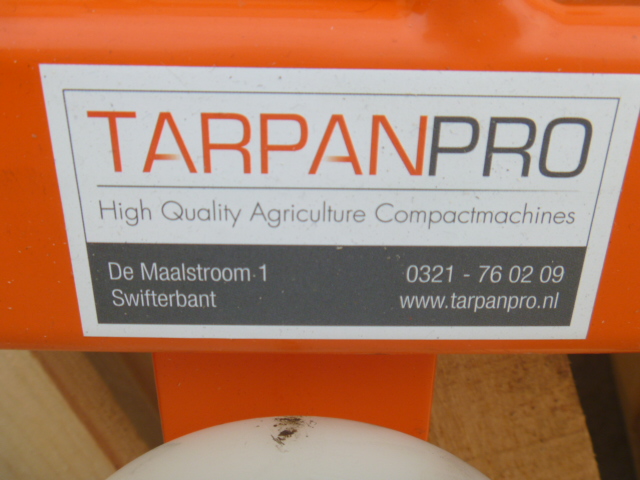 TARPANPRO
High Quality Agriculture Compactmachines
De Maalstroom 1 0321 - 76 02 09
Swifterbant www.tarpanpro.nl